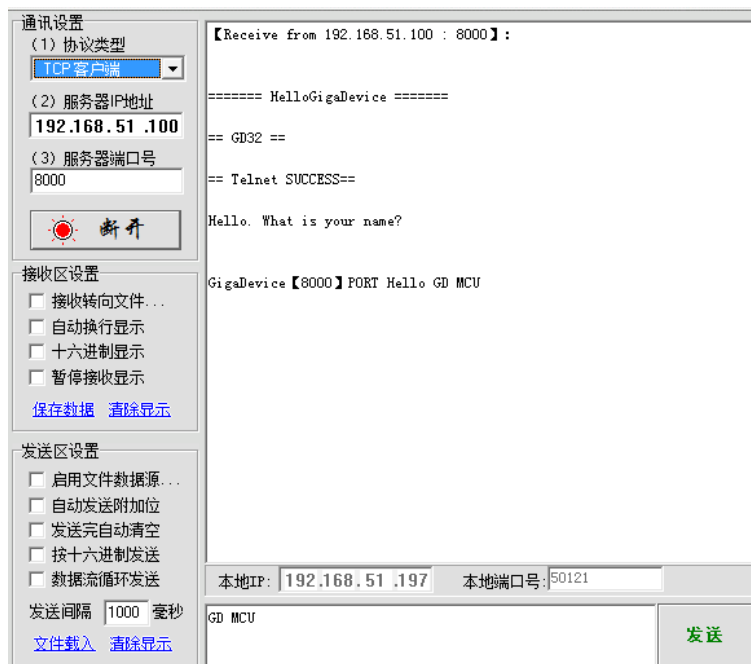 通讯设置
（1）协议类型
TCP 客户端
（2）服务器IP地址
192.168.51.100
（3）服务器端口号
8000
断开
接收区设置
接收转向文件...
自动换行显示
十六进制显示
暂停接收显示
保存数据 清除显示
发送区设置
启用文件数据源...
自动发送附加位
发送完自动清空
按十六进制发送
数据流循环发送
发送间隔 1000 毫秒
文件载入 清除显示
【Receive from 192.168.51.100 : 8000】:
======= HelloGigaDevice =======
== GD32 ==
== Telnet SUCCESS==
Hello. What is your name?
GigaDevice【8000】PORT Hello GD MCU
本地IP: 192.168.51.197 本地端口号: 50121
GD MCU
发送